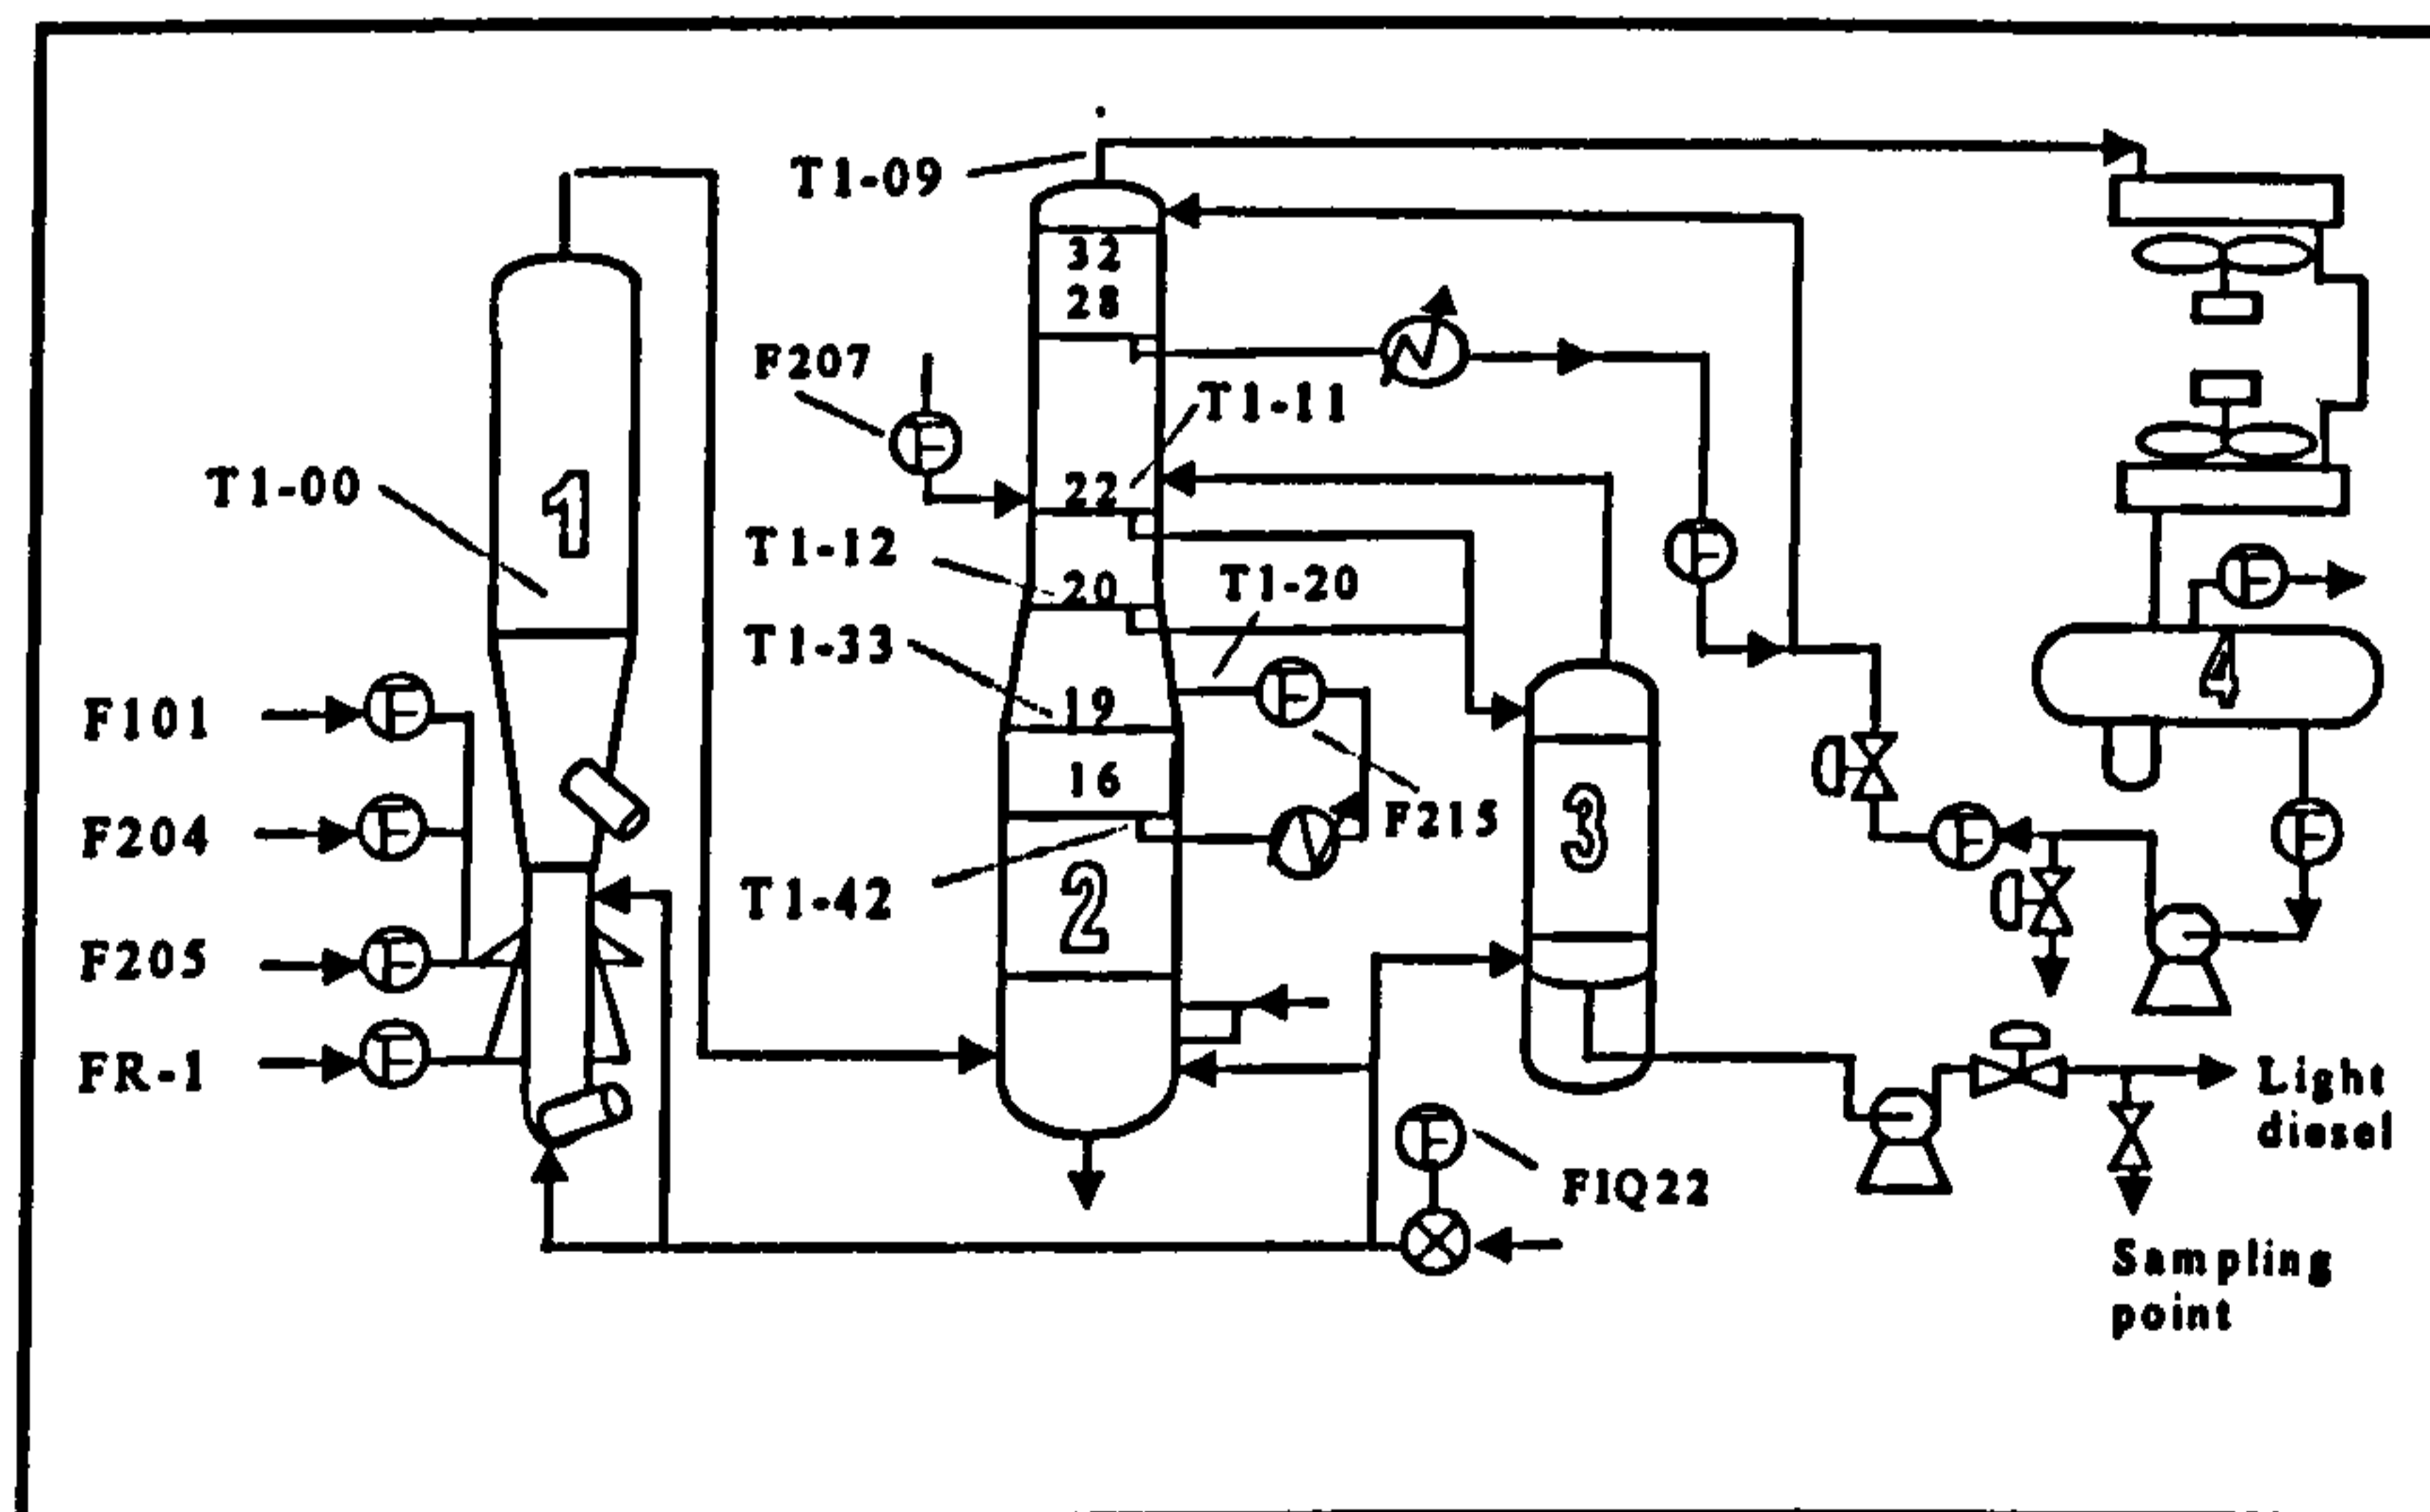 T1-09
32
28
F207
T1-11
T1-00
1
22
T1-12
20
T1-20
T1-33
4
19
F101
16
F215
3
F204
T1-42
2
F205
FR-1
Light
diesel
FIQ22
Sampling
point